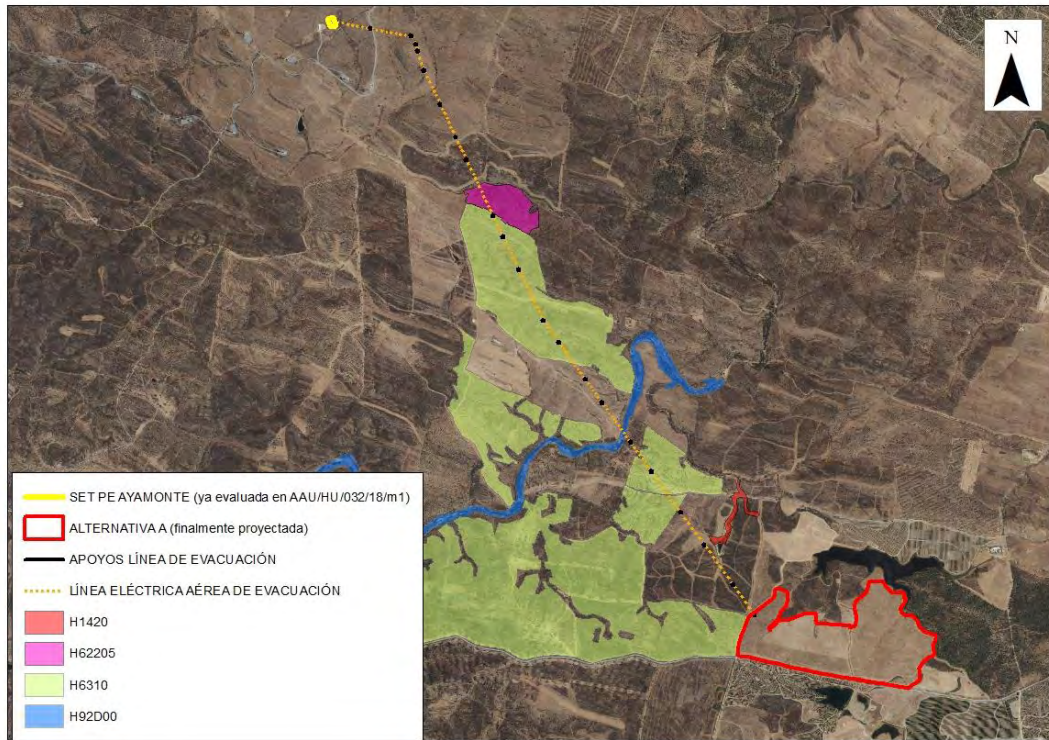 N
SET PE AYAMONTE (ya evaluada en AAU/HU/032/18/m1)
ALTERNATIVA A (finalmente proyectada)
APOYOS LÍNEA DE EVACUACIÓN
LÍNEA ELÉCTRICA AÉREA DE EVACUACIÓN
H1420
H62205
H6310
H92D00